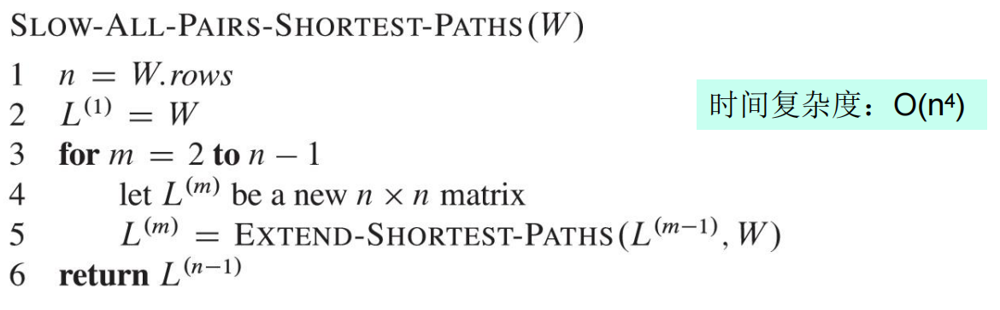 SLOW-ALL-PAIRS-SHORTEST-PATHS(W)
1 n = W.rows
2 L⁽¹⁾ = W
时间复杂度：O(n⁴)
3 for m = 2 to n − 1
4 let L⁽ᵐ⁾ be a new n × n matrix
5 L⁽ᵐ⁾ = EXTEND-SHORTEST-PATHS(L⁽ᵐ⁻¹⁾, W)
6 return L⁽ⁿ⁻¹⁾